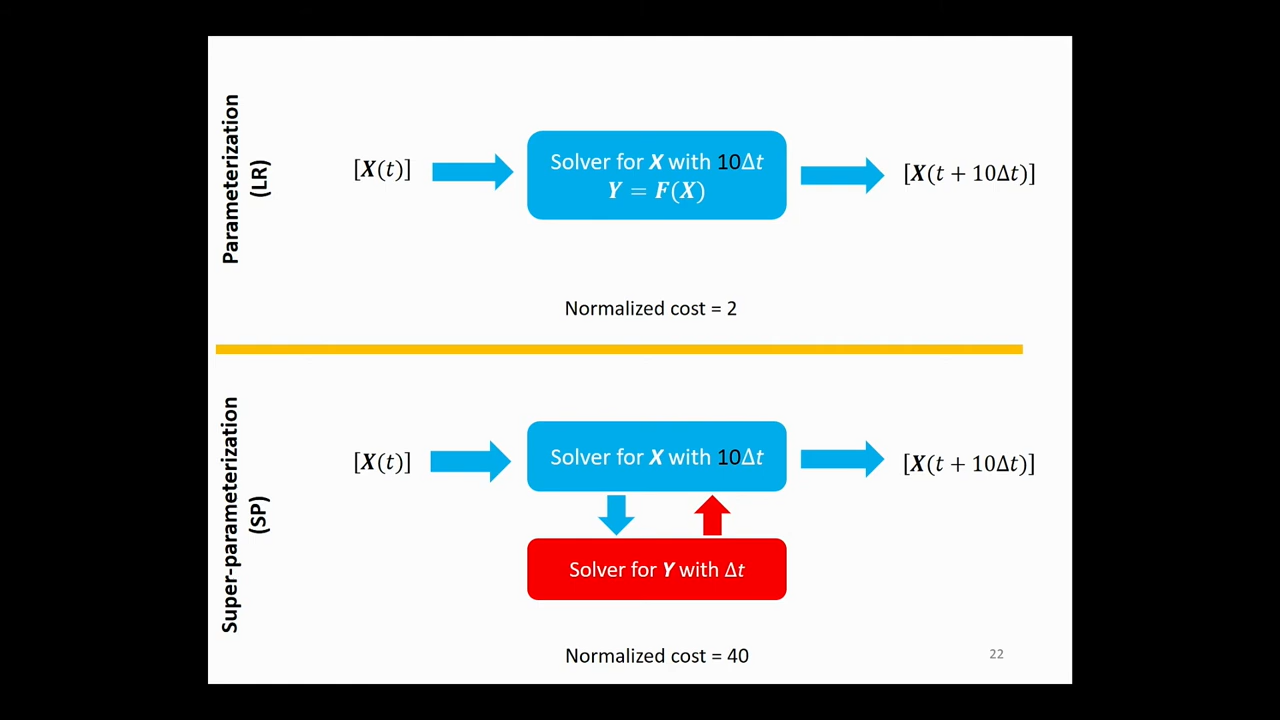 Parameterization
(LR)
[X(t)]
Solver for X with 10Δt
Y = F(X)
[X(t + 10Δt)]
Normalized cost = 2
Super-parameterization
(SP)
[X(t)]
Solver for X with 10Δt
[X(t + 10Δt)]
Solver for Y with Δt
Normalized cost = 40
22